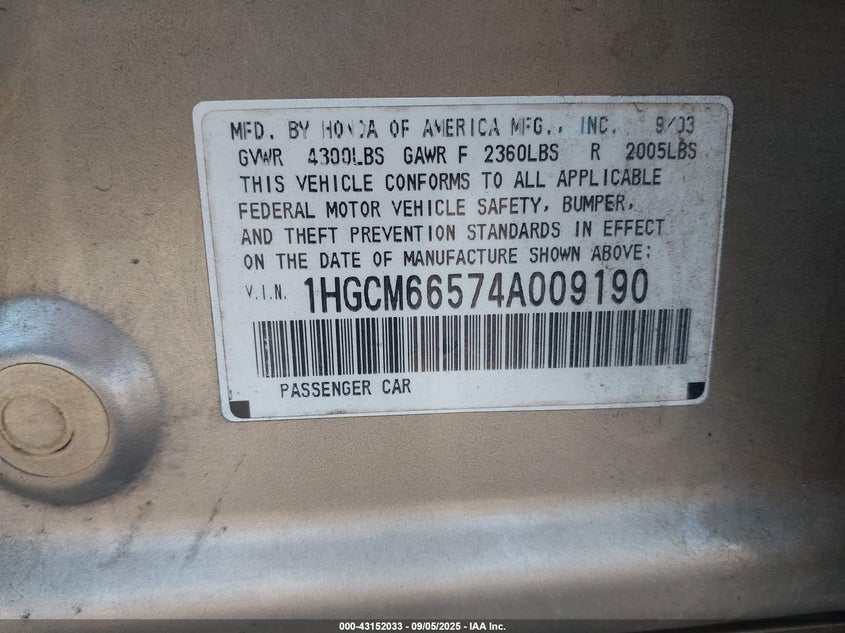 MFD. BY HONDA OF AMERICA MFG., INC. 9/03
GVWR 4300LBS GAWR F 2360LBS R 2005LBS
THIS VEHICLE CONFORMS TO ALL APPLICABLE
FEDERAL MOTOR VEHICLE SAFETY, BUMPER,
AND THEFT PREVENTION STANDARDS IN EFFECT
ON THE DATE OF MANUFACTURE SHOWN ABOVE:
V.I.N. 1HGCM66574A009190
PASSENGER CAR
000-43152033 - 09/05/2025 - IAA Inc.